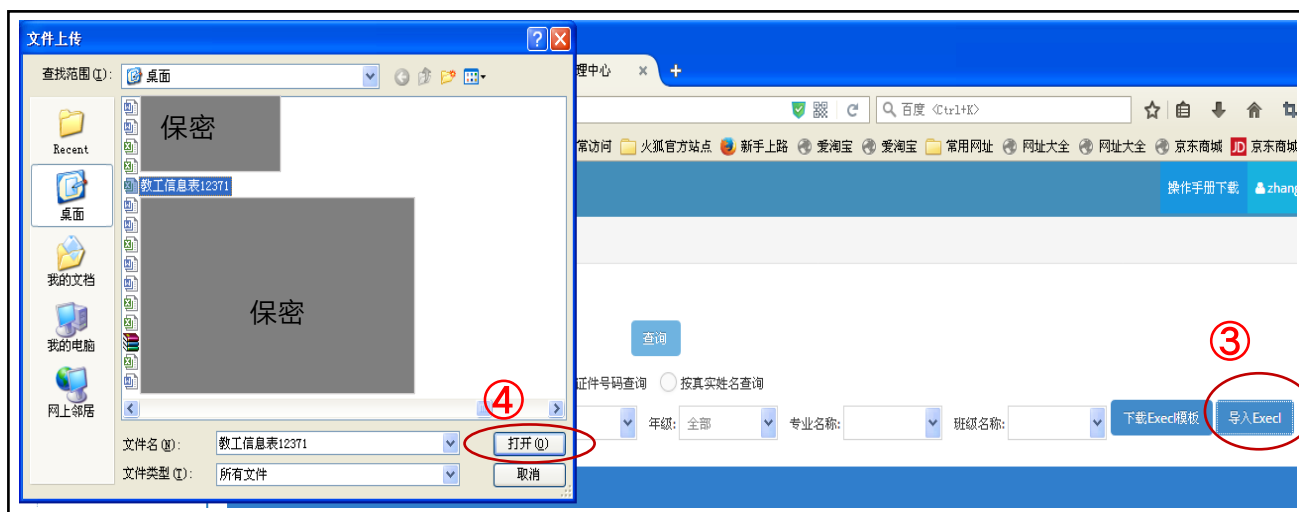 文件上传
查找范围(I):
桌面
保密
教工信息表12371
保密
Recent
桌面
我的文档
我的电脑
网上邻居
文件名(N):
教工信息表12371
打开(O)
文件类型(T):
所有文件
取消
④
理中心 × +
百度 <Ctrl+K>
常访问 火狐官方站点 新手上路 爱淘宝 爱淘宝 常用网址 网址大全 网址大全 京东商城 JD 京东商城
操作手册下载 zhang
查询
③
证件号码查询 按真实姓名查询
年级: 全部 专业名称: 班级名称: 下载Execl模板 导入Execl